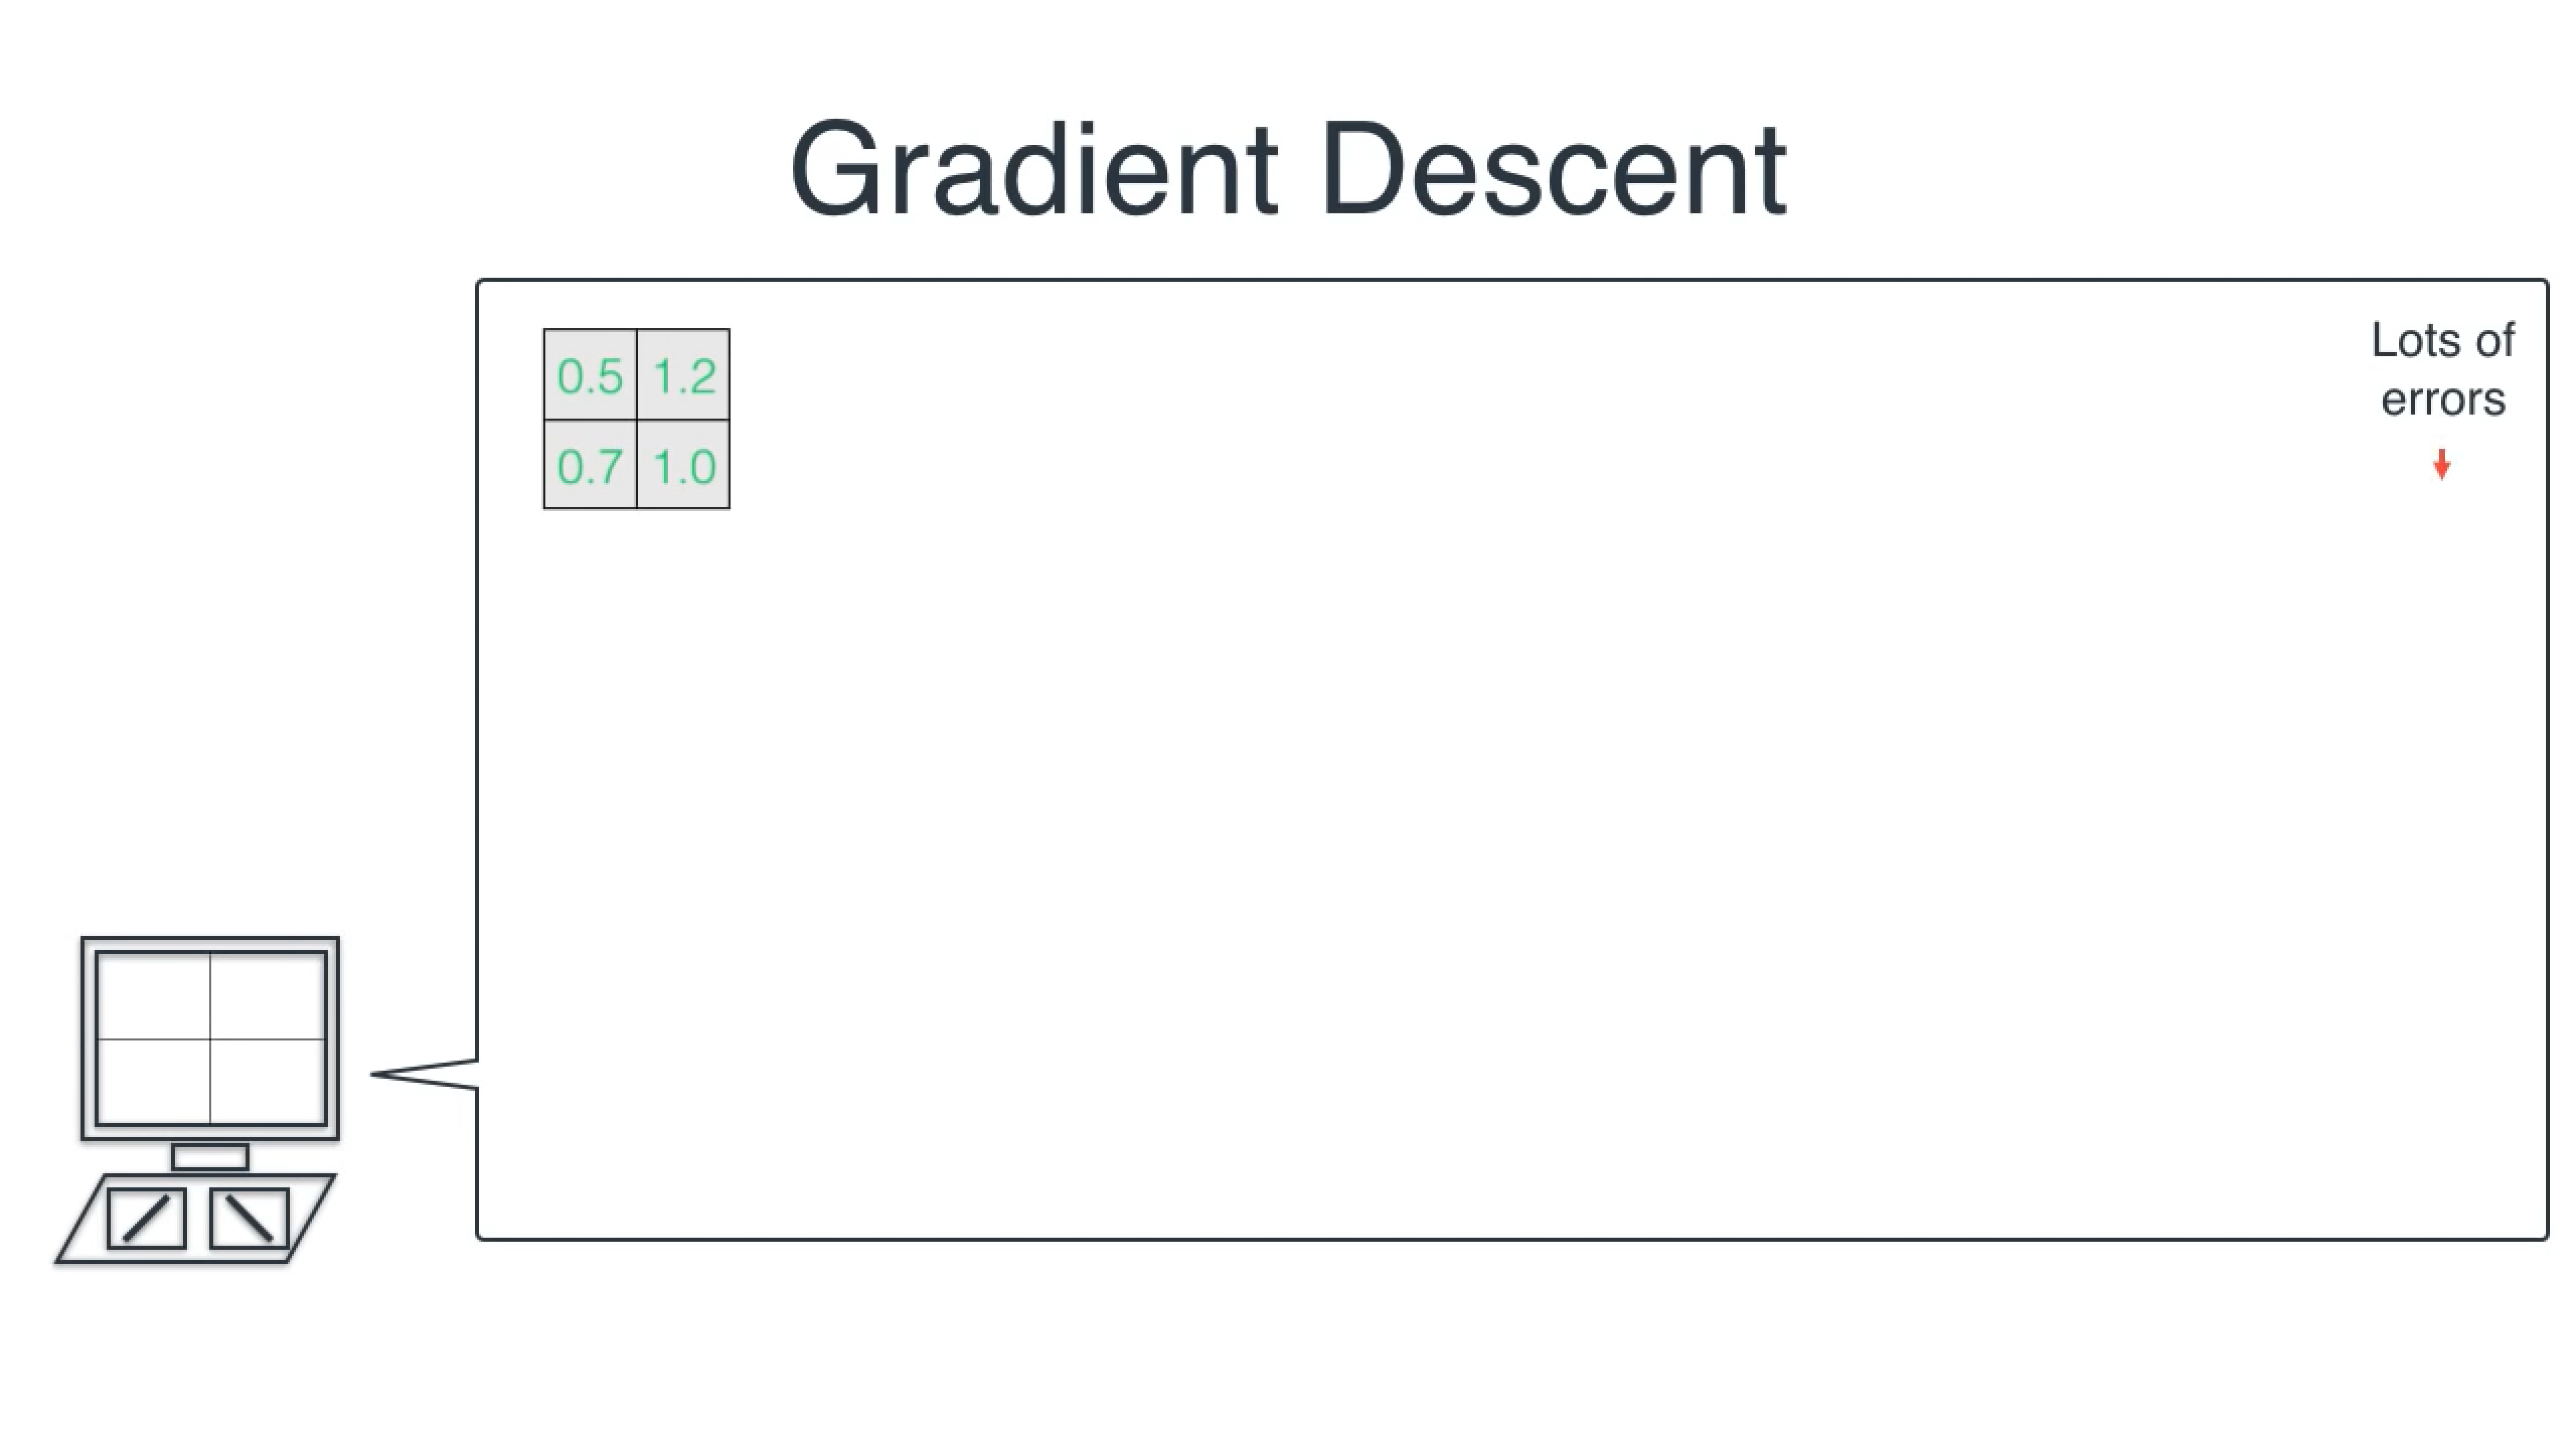 Gradient Descent
0.5 1.2
0.7 1.0
Lots of
errors